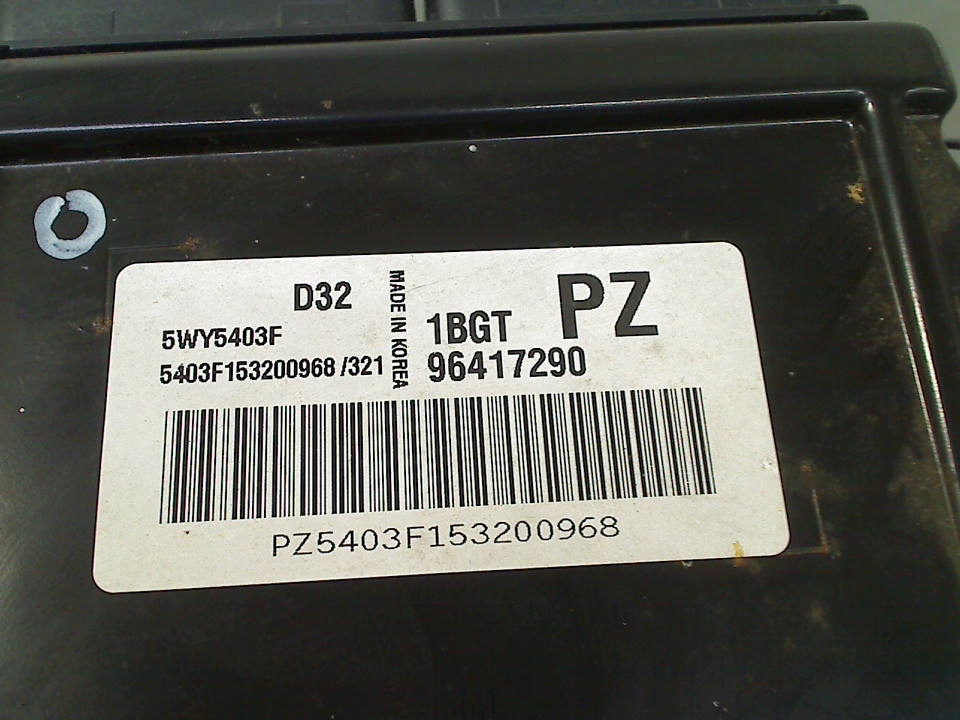 D32
MADE IN KOREA
PZ
5WY5403F
1BGT
5403F153200968 /321
96417290
PZ5403F153200968